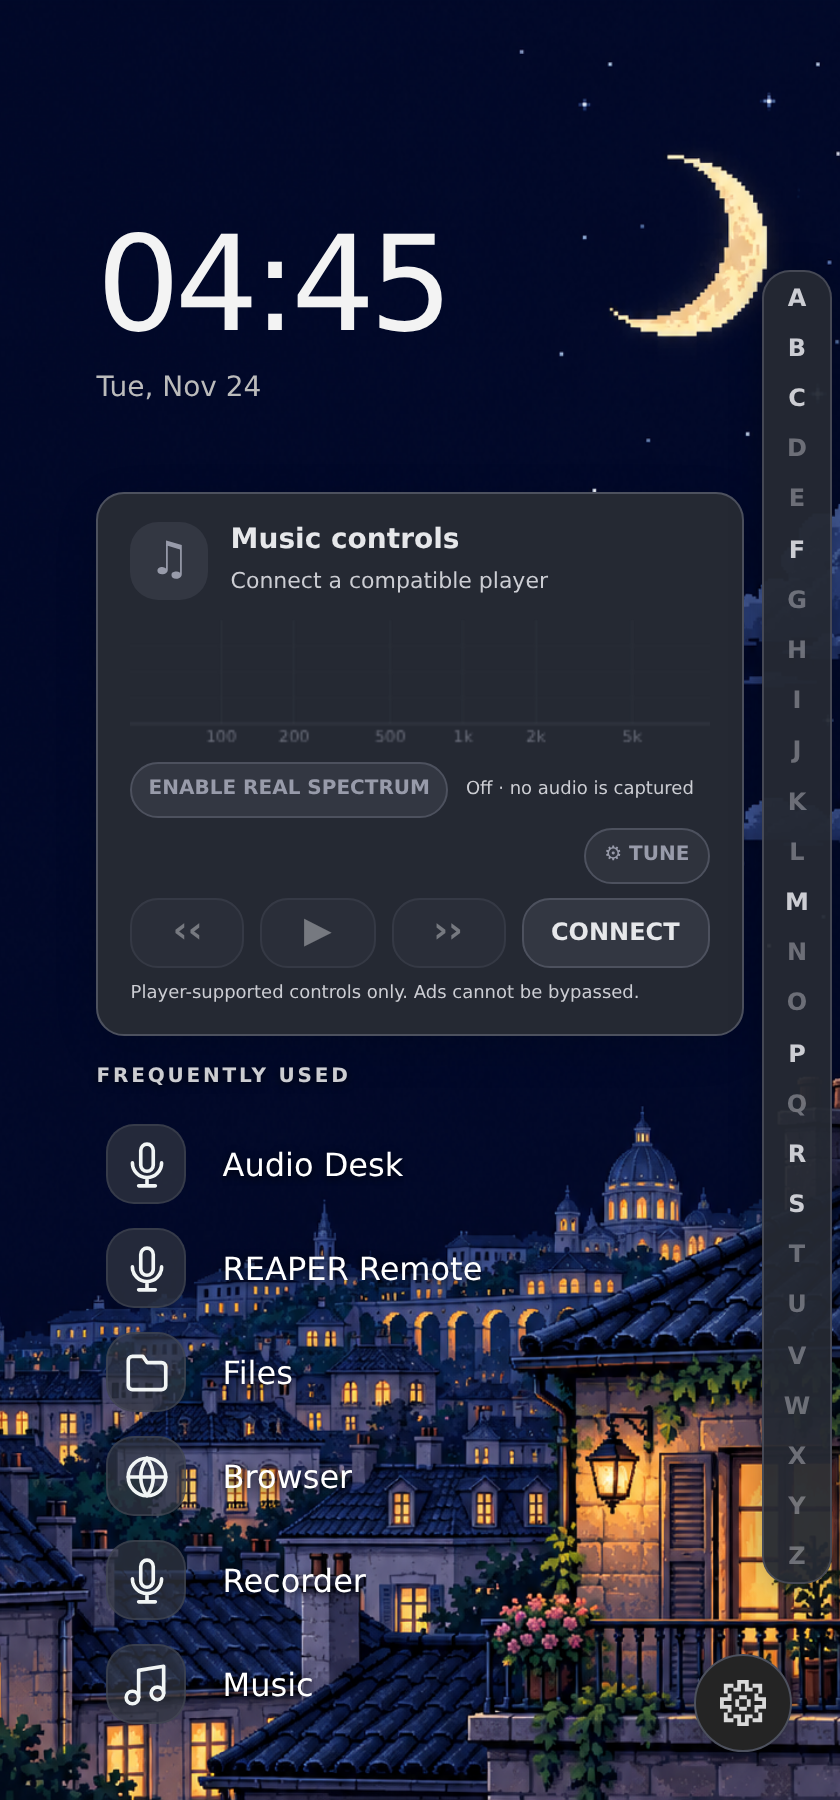 04:45
Tue, Nov 24
Music controls
Connect a compatible player
100 200 500 1k 2k 5k
ENABLE REAL SPECTRUM Off · no audio is captured
⚙ TUNE
‹‹ ▶ ›› CONNECT
Player-supported controls only. Ads cannot be bypassed.
FREQUENTLY USED
Audio Desk
REAPER Remote
Files
Browser
Recorder
Music
A
B
C
D
E
F
G
H
I
J
K
L
M
N
O
P
Q
R
S
T
U
V
W
X
Y
Z